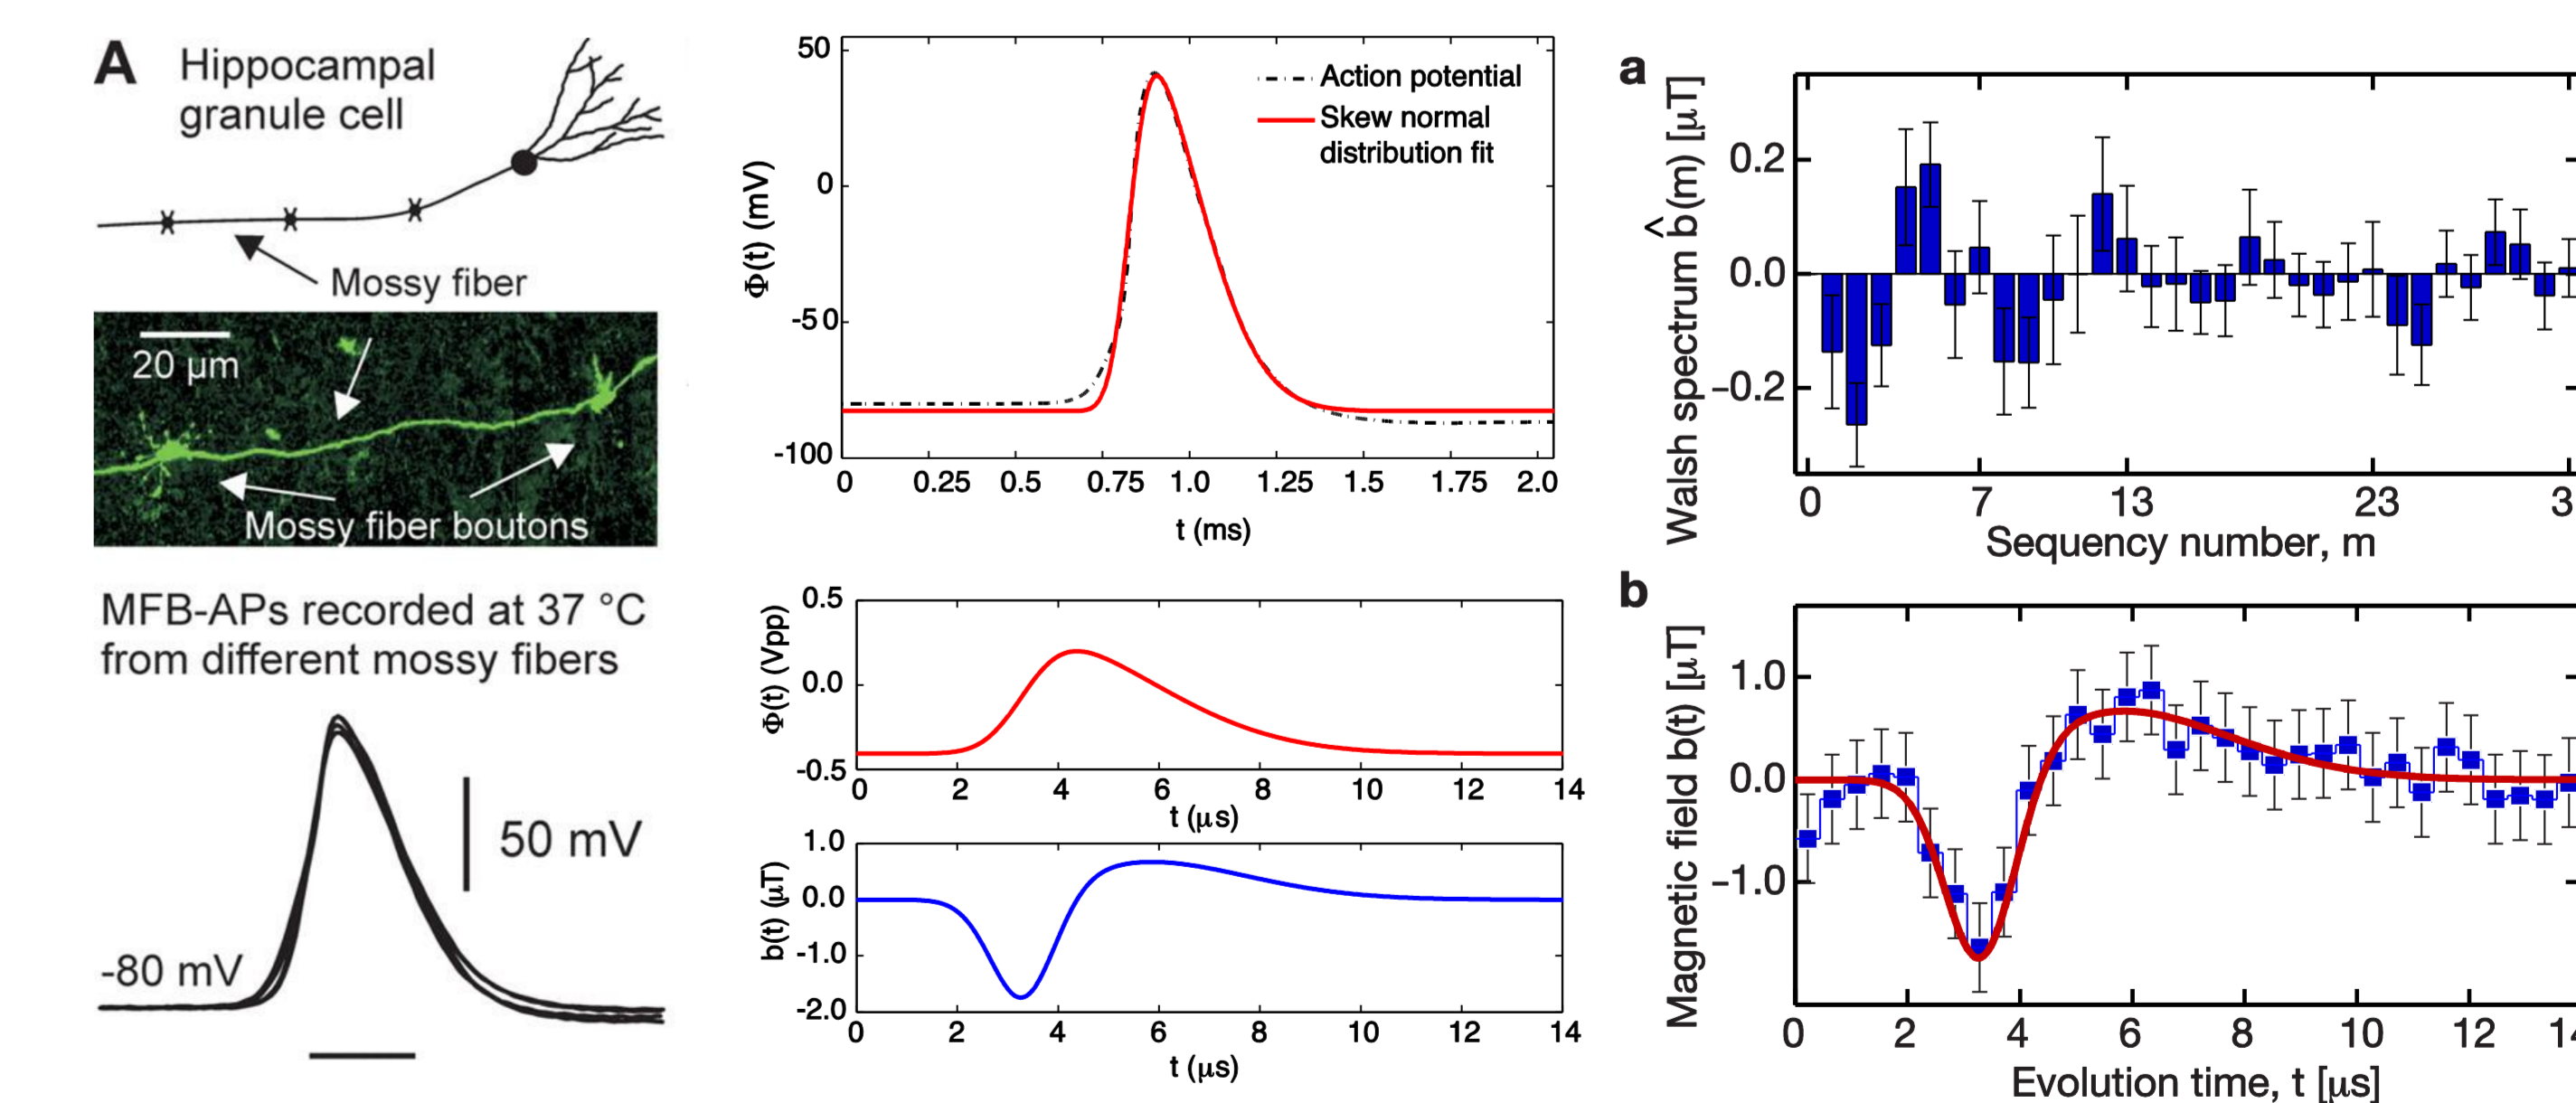 A
Hippocampal
granule cell
Mossy fiber
20 µm
Mossy fiber boutons
MFB-APs recorded at 37 °C
from different mossy fibers
50 mV
-80 mV
50
0
-50
-100
Φ(t) (mV)
Action potential
Skew normal
distribution fit
0 0.25 0.5 0.75 1.0 1.25 1.5 1.75 2.0
t (ms)
0.5
0.0
-0.5
Φ(t) (Vpp)
0 2 4 6 8 10 12 14
t (µs)
1.0
0.0
-1.0
-2.0
b(t) (µT)
0 2 4 6 8 10 12 14
t (µs)
a
Walsh spectrum b̂(m) [µT]
0.2
0.0
−0.2
0 7 13 23 3
Sequency number, m
b
Magnetic field b(t) [µT]
1.0
0.0
−1.0
0 2 4 6 8 10 12 14
Evolution time, t [µs]